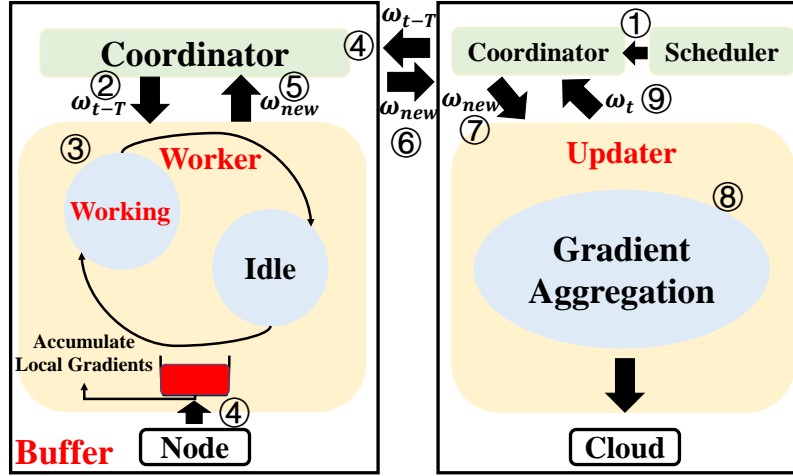 Coordinator
④
②
ω_{t−T}
⑤
ω_{new}
③
Worker
Working
Idle
Accumulate
Local Gradients
④
Node
Buffer
ω_{t−T}
ω_{new}
⑥
①
Coordinator
Scheduler
ω_{new}
⑦
ω_t
⑨
Updater
⑧
Gradient
Aggregation
Cloud